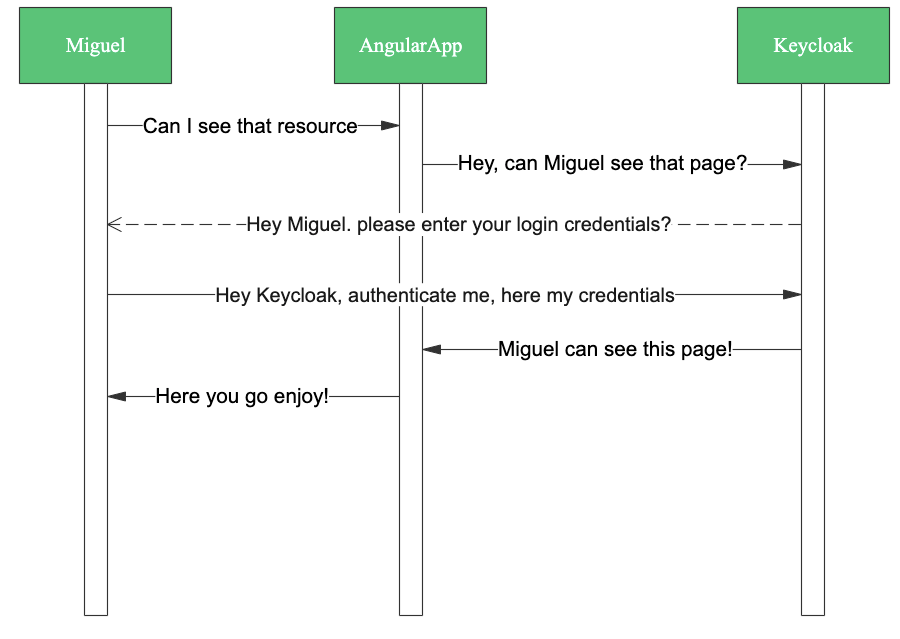 Miguel
AngularApp
Keycloak
Can I see that resource
Hey, can Miguel see that page?
Hey Miguel. please enter your login credentials?
Hey Keycloak, authenticate me, here my credentials
Miguel can see this page!
Here you go enjoy!